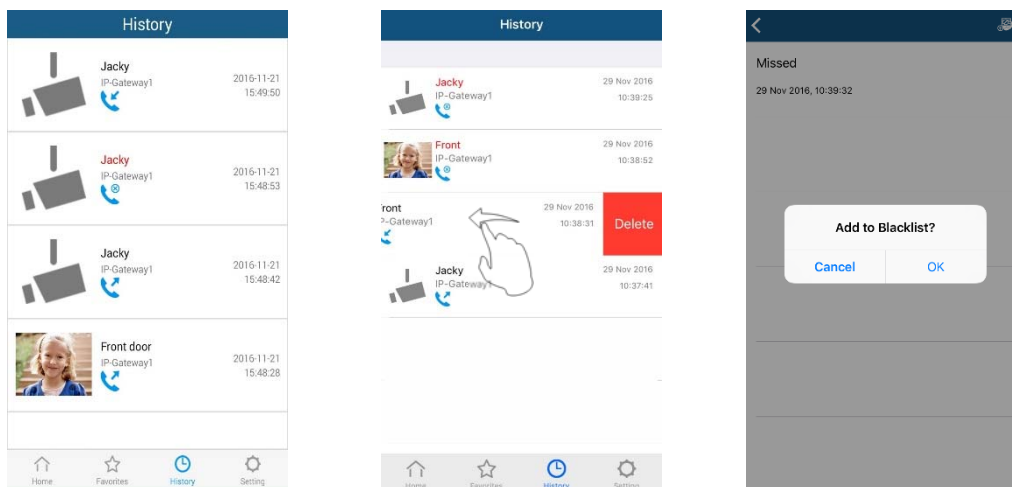 History
Jacky
IP-Gateway1
2016-11-21
15:49:50
Jacky
IP-Gateway1
2016-11-21
15:48:53
Jacky
IP-Gateway1
2016-11-21
15:48:42
Front door
IP-Gateway1
2016-11-21
15:48:28
Home
Favorites
History
Setting
History
Jacky
IP-Gateway1
29 Nov 2016
10:39:25
Front
IP-Gateway1
29 Nov 2016
10:38:52
ront
P-Gateway1
29 Nov 2016
10:38:31
Delete
Jacky
IP-Gateway1
29 Nov 2016
10:37:41
Home
Favorites
History
Setting
Missed
29 Nov 2016, 10:39:32
Add to Blacklist?
Cancel
OK